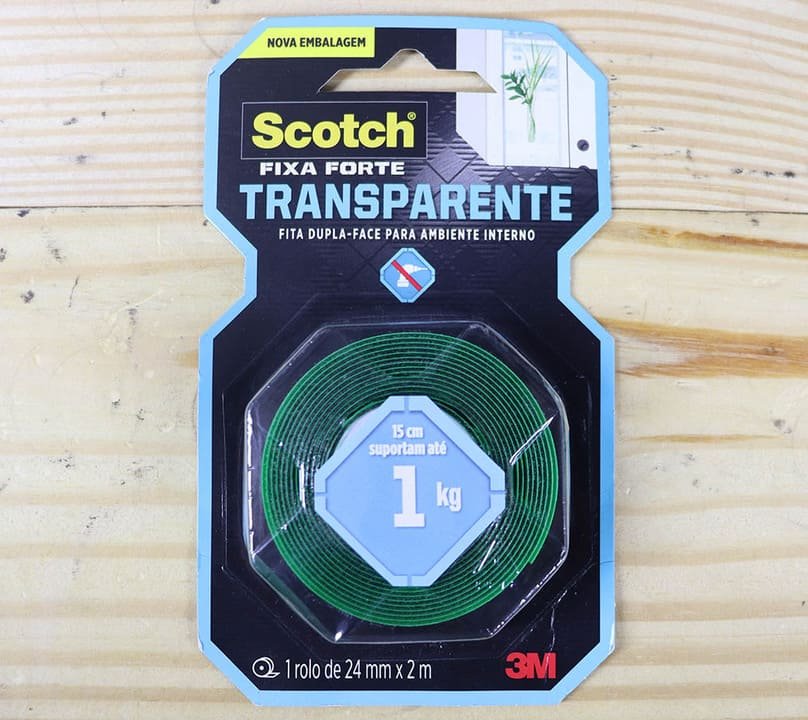 NOVA EMBALAGEM
Scotch®
FIXA FORTE
TRANSPARENTE
FITA DUPLA-FACE PARA AMBIENTE INTERNO
15 cm
suportam até
1 kg
1 rolo de 24 mm x 2 m
3M